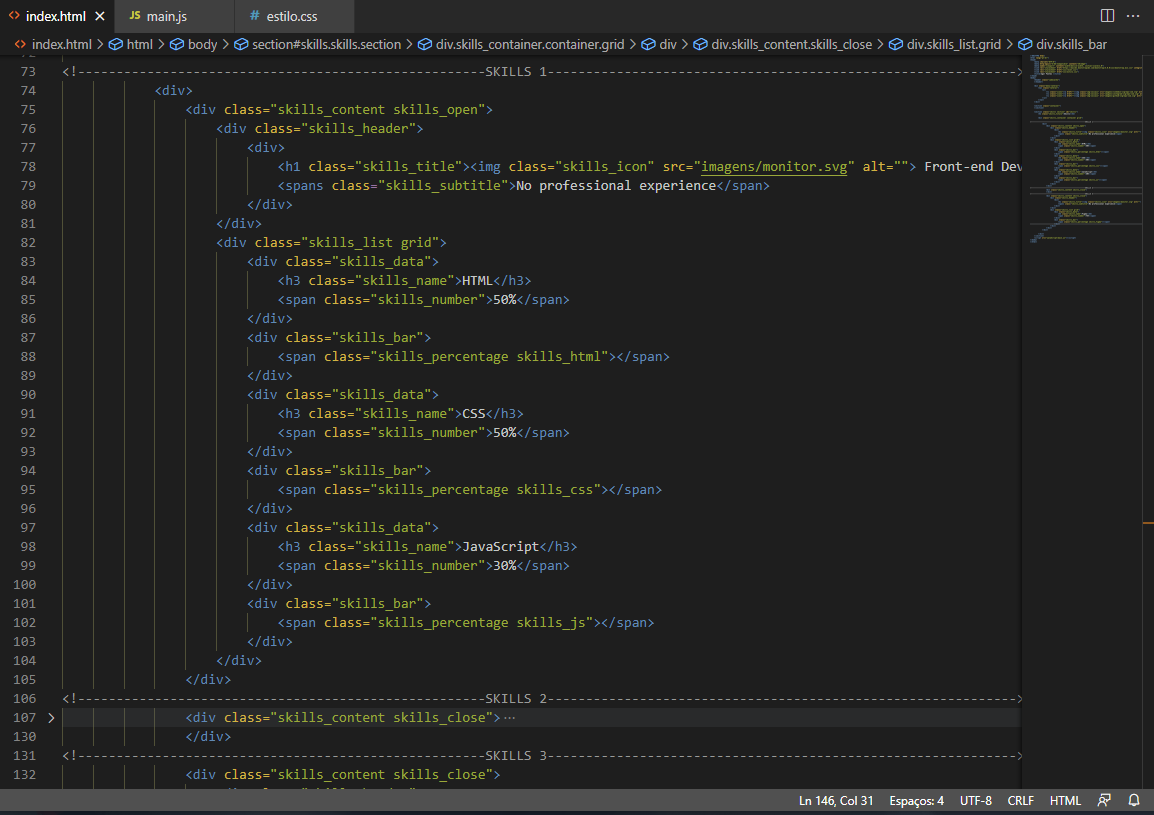 index.html × JS main.js # estilo.css ···
index.html > html > body > section#skills.skills.section > div.skills_container.container.grid > div > div.skills_content.skills_close > div.skills_list.grid > div.skills_bar
73 <!-----------------------------------------------------SKILLS 1------------------------------------------------------------->
74 <div>
75 <div class="skills_content skills_open">
76 <div class="skills_header">
77 <div>
78 <h1 class="skills_title"><img class="skills_icon" src="imagens/monitor.svg" alt=""> Front-end Dev
79 <spans class="skills_subtitle">No professional experience</span>
80 </div>
81 </div>
82 <div class="skills_list grid">
83 <div class="skills_data">
84 <h3 class="skills_name">HTML</h3>
85 <span class="skills_number">50%</span>
86 </div>
87 <div class="skills_bar">
88 <span class="skills_percentage skills_html"></span>
89 </div>
90 <div class="skills_data">
91 <h3 class="skills_name">CSS</h3>
92 <span class="skills_number">50%</span>
93 </div>
94 <div class="skills_bar">
95 <span class="skills_percentage skills_css"></span>
96 </div>
97 <div class="skills_data">
98 <h3 class="skills_name">JavaScript</h3>
99 <span class="skills_number">30%</span>
100 </div>
101 <div class="skills_bar">
102 <span class="skills_percentage skills_js"></span>
103 </div>
104 </div>
105 </div>
106 <!-----------------------------------------------------SKILLS 2------------------------------------------------------------->
107 > <div class="skills_content skills_close">···
130 </div>
131 <!-----------------------------------------------------SKILLS 3------------------------------------------------------------->
132 <div class="skills_content skills_close">
Ln 146, Col 31 Espaços: 4 UTF-8 CRLF HTML